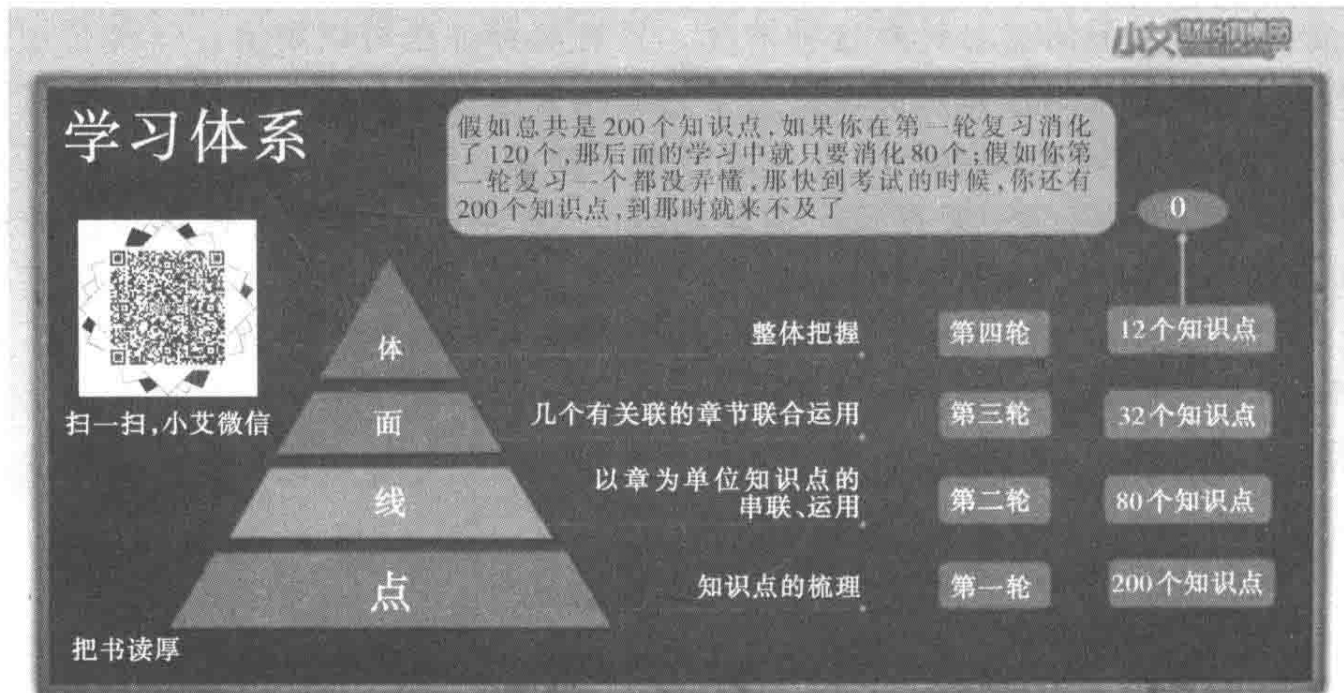 小艾
学习体系
假如总共是200个知识点,如果你在第一轮复习消化
了120个,那后面的学习中就只要消化80个;假如你第
一轮复习一个都没弄懂,那快到考试的时候,你还有
200个知识点,到那时就来不及了
0
体
整体把握
第四轮
12个知识点
扫一扫,小艾微信
面
几个有关联的章节联合运用
第三轮
32个知识点
线
以章为单位知识点的
串联、运用
第二轮
80个知识点
点
知识点的梳理
第一轮
200个知识点
把书读厚